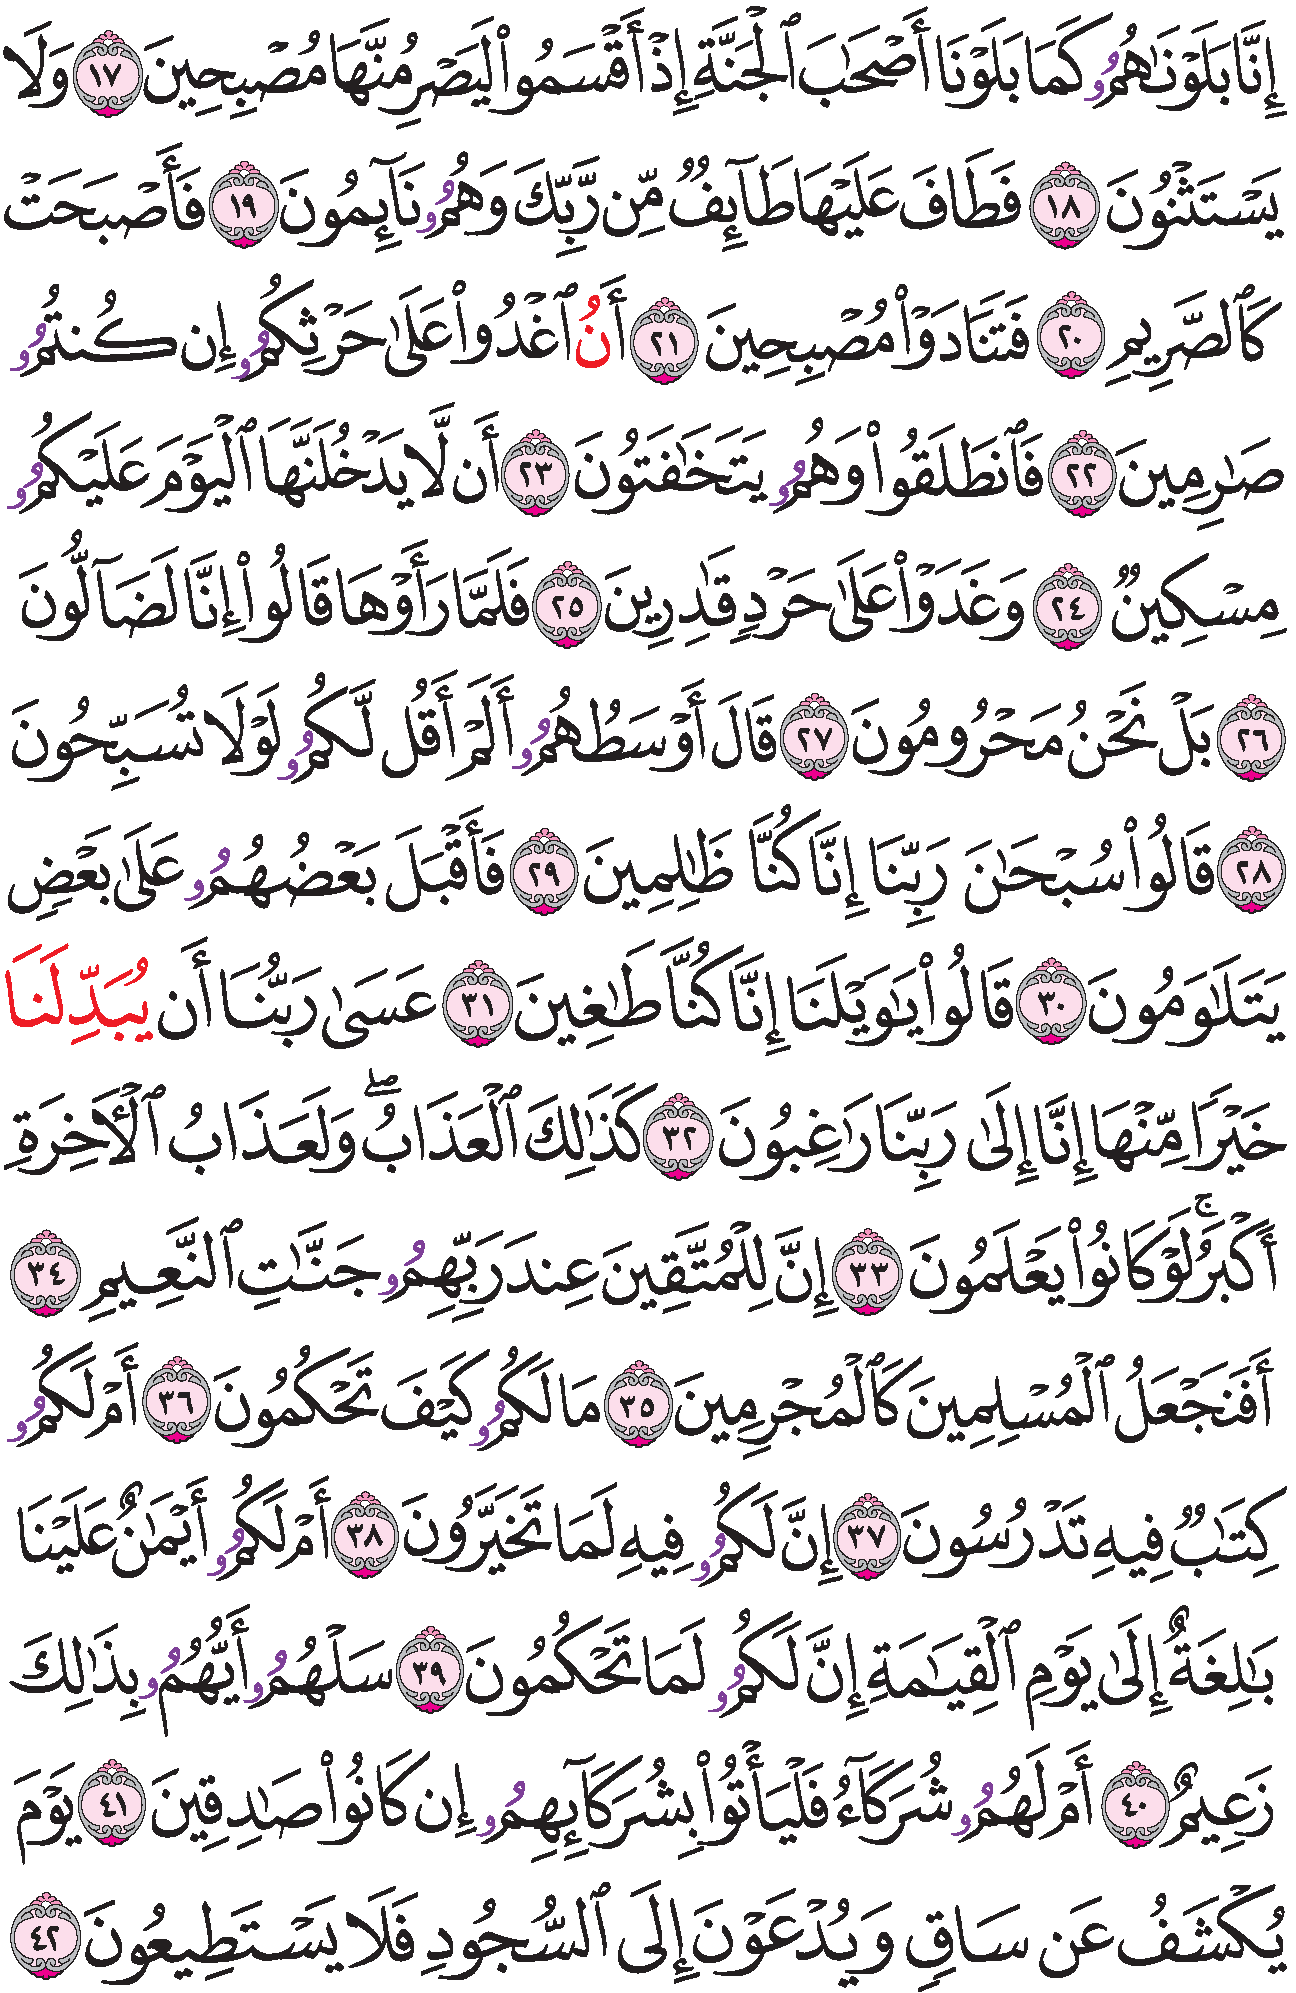 إِنَّا بَلَوْنَٰهُمُۥ كَمَا بَلَوْنَا أَصْحَٰبَ ٱلْجَنَّةِ إِذْ أَقْسَمُوا۟ لَيَصْرِمُنَّهَا مُصْبِحِينَ ١٧ وَلَا
يَسْتَثْنُونَ ١٨ فَطَافَ عَلَيْهَا طَآئِفٌ مِّن رَّبِّكَ وَهُمُۥ نَآئِمُونَ ١٩ فَأَصْبَحَتْ
كَٱلصَّرِيمِ ٢٠ فَتَنَادَوْا۟ مُصْبِحِينَ ٢١ أَنُ ٱغْدُوا۟ عَلَىٰ حَرْثِكُمُۥ إِن كُنتُمُۥ
صَٰرِمِينَ ٢٢ فَٱنطَلَقُوا۟ وَهُمُۥ يَتَخَٰفَتُونَ ٢٣ أَن لَّا يَدْخُلَنَّهَا ٱلْيَوْمَ عَلَيْكُمُۥ
مِسْكِينٌ ٢٤ وَغَدَوْا۟ عَلَىٰ حَرْدٍ قَٰدِرِينَ ٢٥ فَلَمَّا رَأَوْهَا قَالُوا۟ إِنَّا لَضَآلُّونَ
٢٦ بَلْ نَحْنُ مَحْرُومُونَ ٢٧ قَالَ أَوْسَطُهُمُۥ أَلَمْ أَقُل لَّكُمُۥ لَوْلَا تُسَبِّحُونَ
٢٨ قَالُوا۟ سُبْحَٰنَ رَبِّنَا إِنَّا كُنَّا ظَٰلِمِينَ ٢٩ فَأَقْبَلَ بَعْضُهُمُۥ عَلَىٰ بَعْضٍ
يَتَلَٰوَمُونَ ٣٠ قَالُوا۟ يَٰوَيْلَنَا إِنَّا كُنَّا طَٰغِينَ ٣١ عَسَىٰ رَبُّنَا أَن يُبَدِّلَنَا
خَيْرًا مِّنْهَا إِنَّا إِلَىٰ رَبِّنَا رَٰغِبُونَ ٣٢ كَذَٰلِكَ ٱلْعَذَابُ ۖ وَلَعَذَابُ ٱلْأَخِرَةِ
أَكْبَرُ ۚ لَوْ كَانُوا۟ يَعْلَمُونَ ٣٣ إِنَّ لِلْمُتَّقِينَ عِندَ رَبِّهِمُۥ جَنَّٰتِ ٱلنَّعِيمِ ٣٤
أَفَنَجْعَلُ ٱلْمُسْلِمِينَ كَٱلْمُجْرِمِينَ ٣٥ مَا لَكُمُۥ كَيْفَ تَحْكُمُونَ ٣٦ أَمْ لَكُمُۥ
كِتَٰبٌ فِيهِ تَدْرُسُونَ ٣٧ إِنَّ لَكُمُۥ فِيهِ لَمَا تَخَيَّرُونَ ٣٨ أَمْ لَكُمُۥ أَيْمَٰنٌ عَلَيْنَا
بَٰلِغَةٌ إِلَىٰ يَوْمِ ٱلْقِيَٰمَةِ إِنَّ لَكُمُۥ لَمَا تَحْكُمُونَ ٣٩ سَلْهُمُۥ أَيُّهُمُۥ بِذَٰلِكَ
زَعِيمٌ ٤٠ أَمْ لَهُمُۥ شُرَكَآءُ فَلْيَأْتُوا۟ بِشُرَكَآئِهِمُۥ إِن كَانُوا۟ صَٰدِقِينَ ٤١ يَوْمَ
يُكْشَفُ عَن سَاقٍ وَيُدْعَوْنَ إِلَى ٱلسُّجُودِ فَلَا يَسْتَطِيعُونَ ٤٢